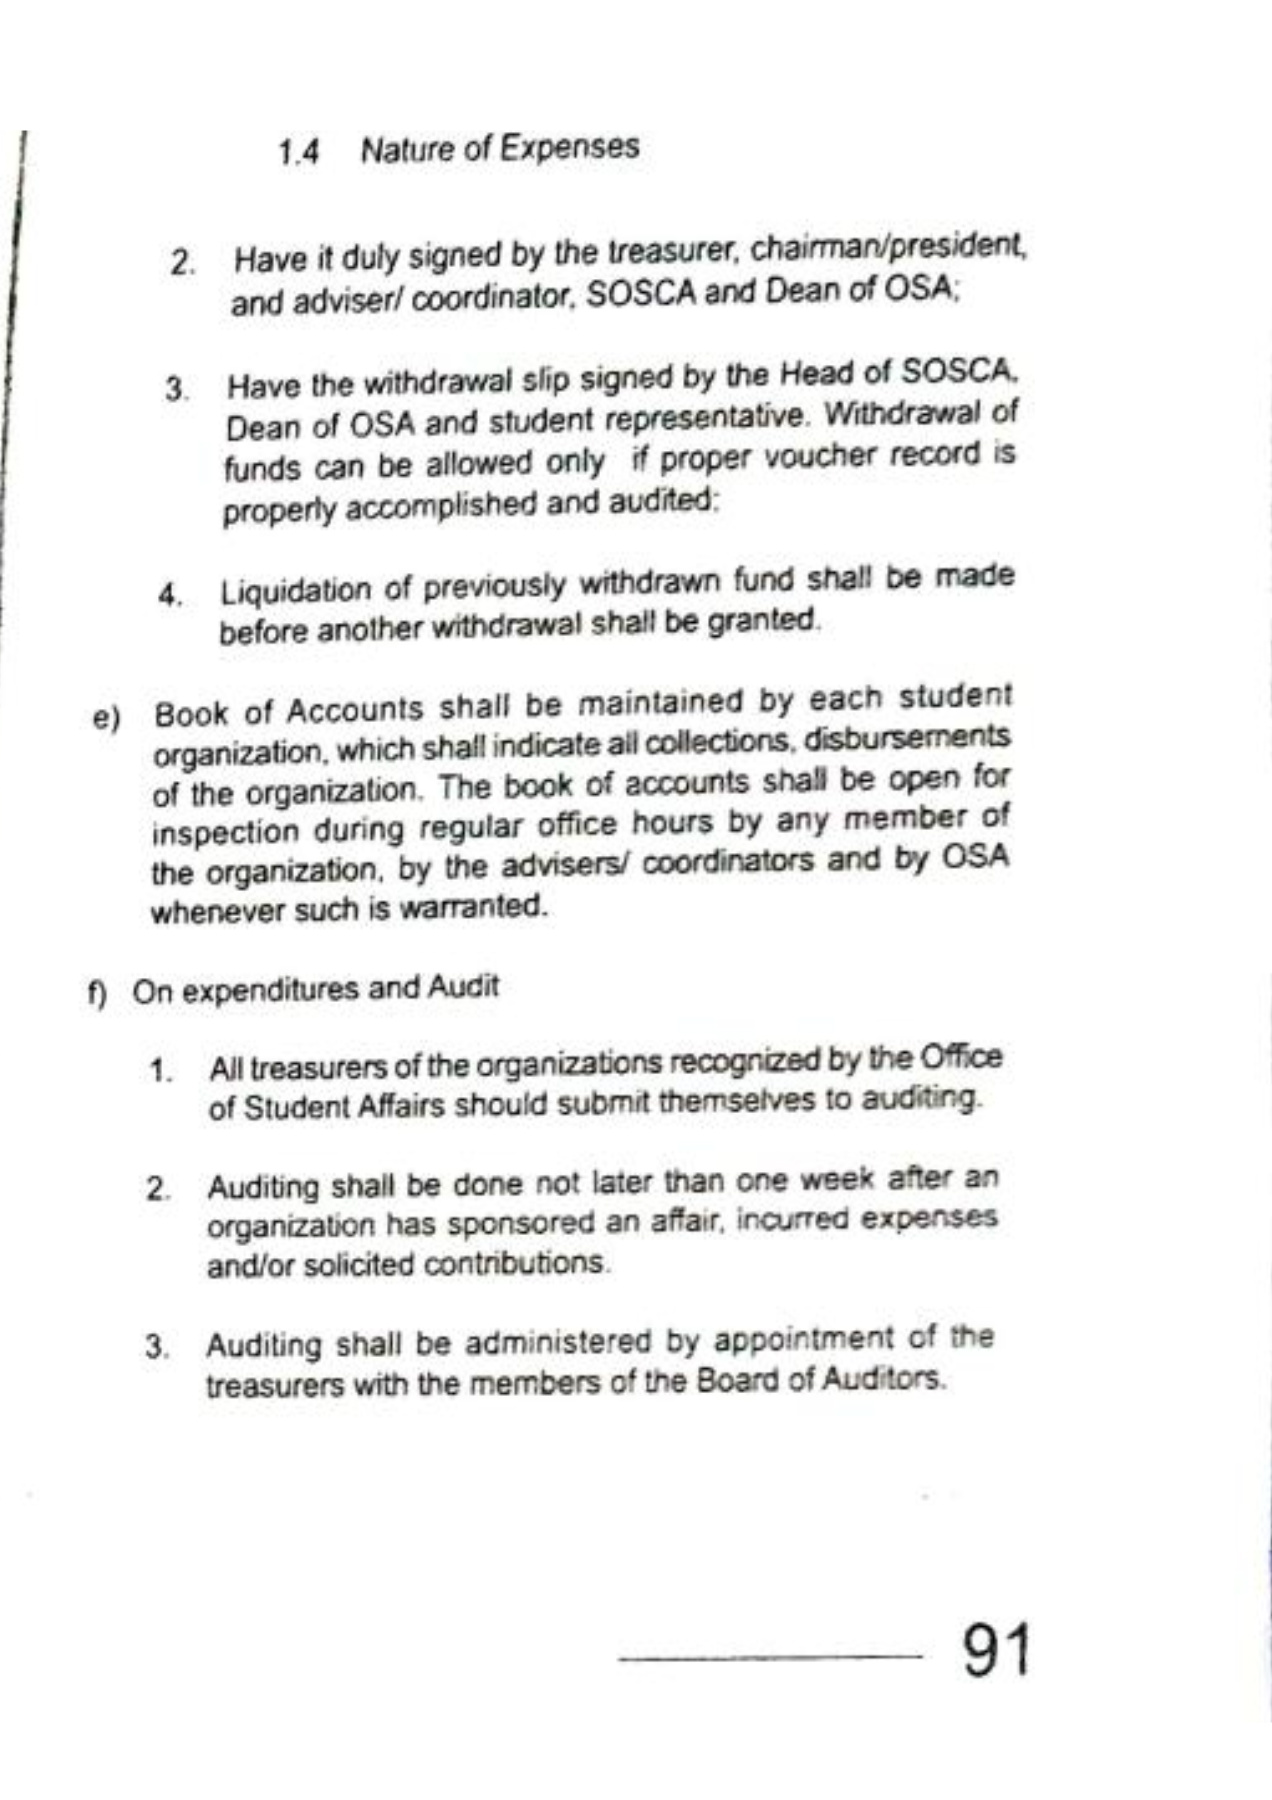 1.4 Nature of Expenses
2. Have it duly signed by the treasurer, chairman/president,
and adviser/ coordinator, SOSCA and Dean of OSA;
3. Have the withdrawal slip signed by the Head of SOSCA,
Dean of OSA and student representative. Withdrawal of
funds can be allowed only if proper voucher record is
properly accomplished and audited;
4. Liquidation of previously withdrawn fund shall be made
before another withdrawal shall be granted.
e) Book of Accounts shall be maintained by each student
organization, which shall indicate all collections, disbursements
of the organization. The book of accounts shall be open for
inspection during regular office hours by any member of
the organization, by the advisers/ coordinators and by OSA
whenever such is warranted.
f) On expenditures and Audit
1. All treasurers of the organizations recognized by the Office
of Student Affairs should submit themselves to auditing.
2. Auditing shall be done not later than one week after an
organization has sponsored an affair, incurred expenses
and/or solicited contributions.
3. Auditing shall be administered by appointment of the
treasurers with the members of the Board of Auditors.
91